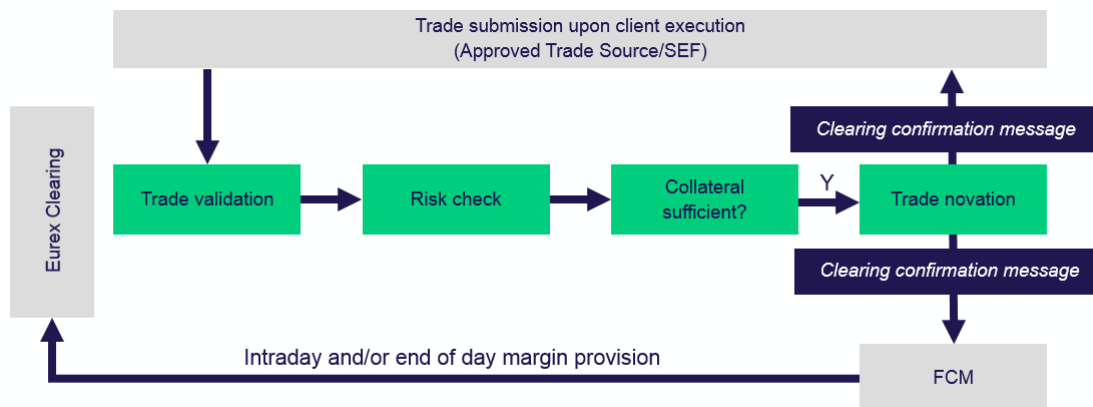 Trade submission upon client execution
(Approved Trade Source/SEF)
Clearing confirmation message
Eurex Clearing
Trade validation
Risk check
Collateral
sufficient?
Y
Trade novation
Clearing confirmation message
Intraday and/or end of day margin provision
FCM